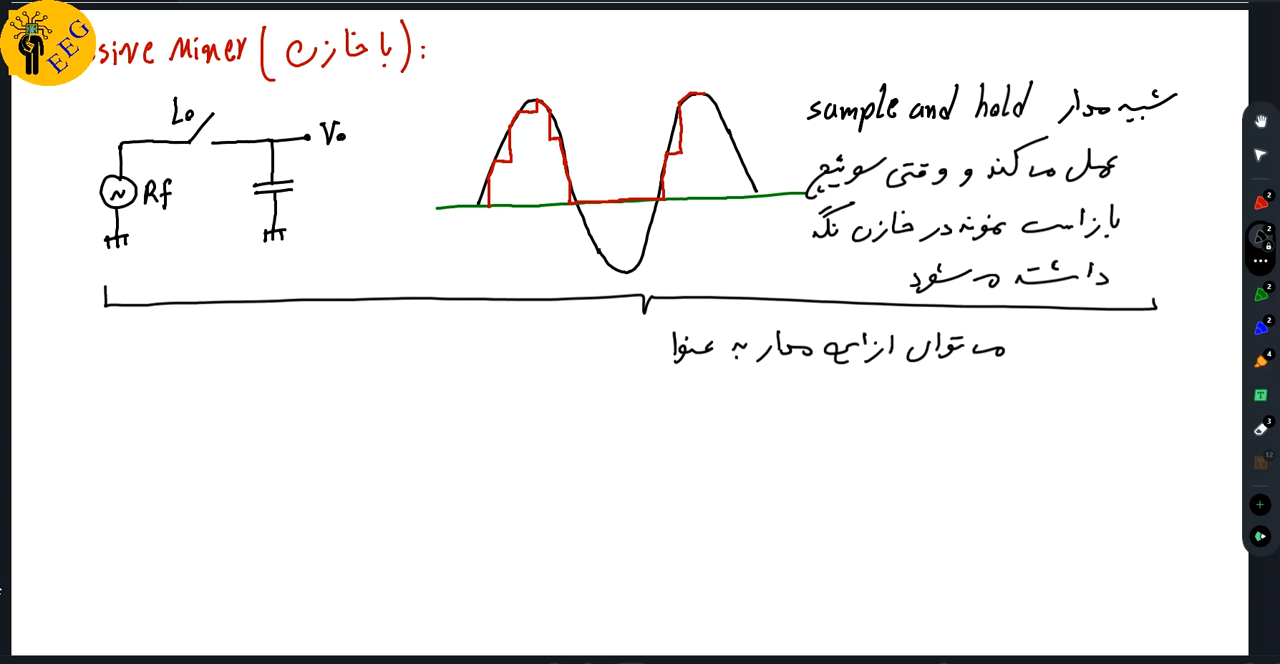 EEG
ssive Mixer (با خازن):
Lo
Vo
Rf
شبیه مدار sample and hold
عمل می کند و وقتی سوئیچ
باز است نمونه در خازن نگه
داشته می شود
می توان از این مدار به عنوا